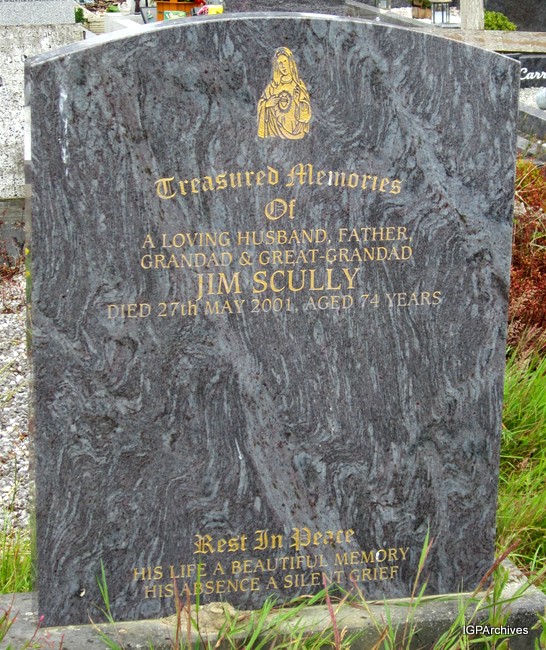 Treasured Memories
Of
A LOVING HUSBAND, FATHER,
GRANDAD & GREAT-GRANDAD
JIM SCULLY
DIED 27th MAY 2001, AGED 74 YEARS
Rest In Peace
HIS LIFE A BEAUTIFUL MEMORY
HIS ABSENCE A SILENT GRIEF
Carr
IGPArchives